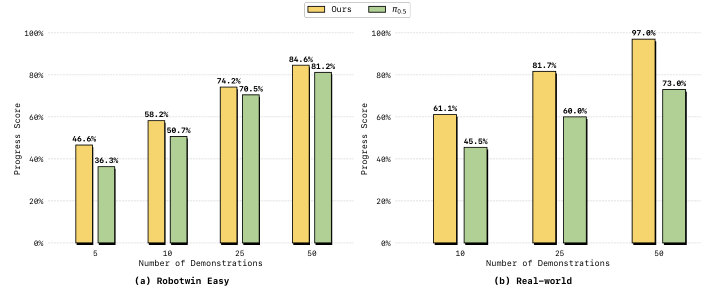 Ours π0.5
100%
80%
60%
40%
20%
0%
Progress Score
46.6%
36.3%
58.2%
50.7%
74.2%
70.5%
84.6%
81.2%
5 10 25 50
Number of Demonstrations
(a) Robotwin Easy
100%
80%
60%
40%
20%
0%
Progress Score
61.1%
45.5%
81.7%
60.0%
97.0%
73.0%
10 25 50
Number of Demonstrations
(b) Real-world